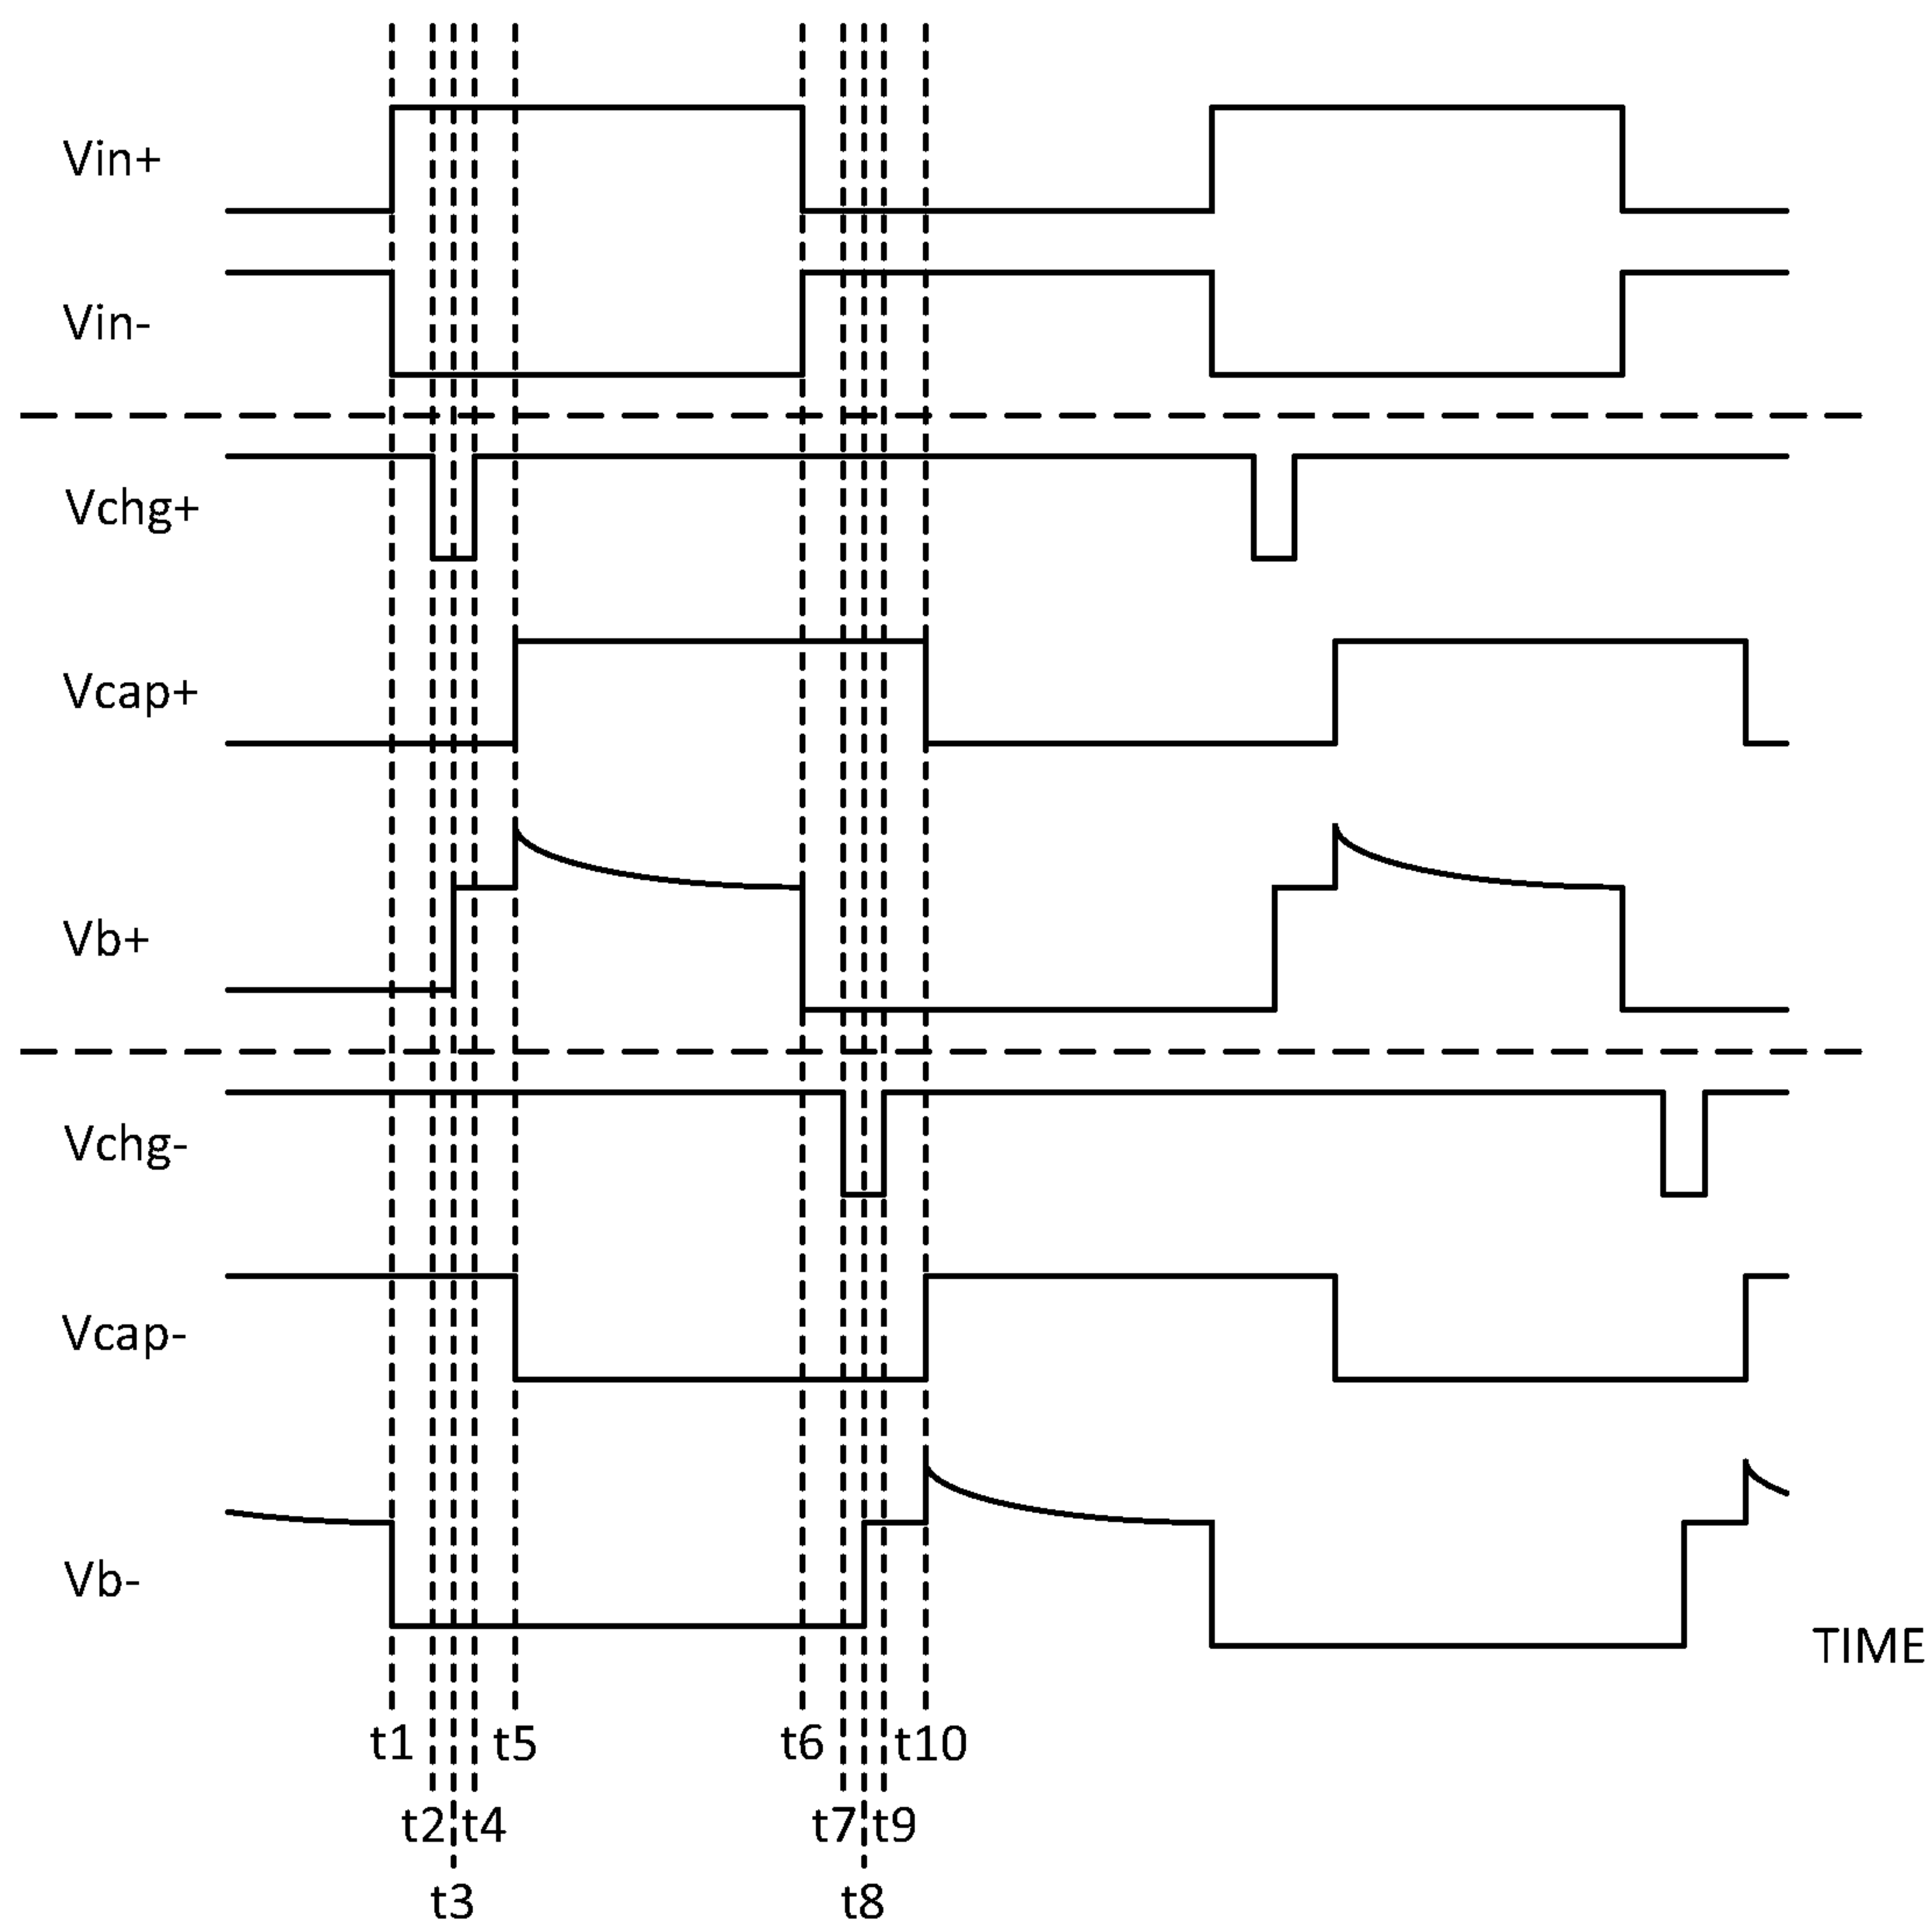 Vin+
Vin-
Vchg+
Vcap+
Vb+
Vchg-
Vcap-
Vb-
TIME
t1 t5 t6 t10
t2 t4 t7 t9
t3 t8